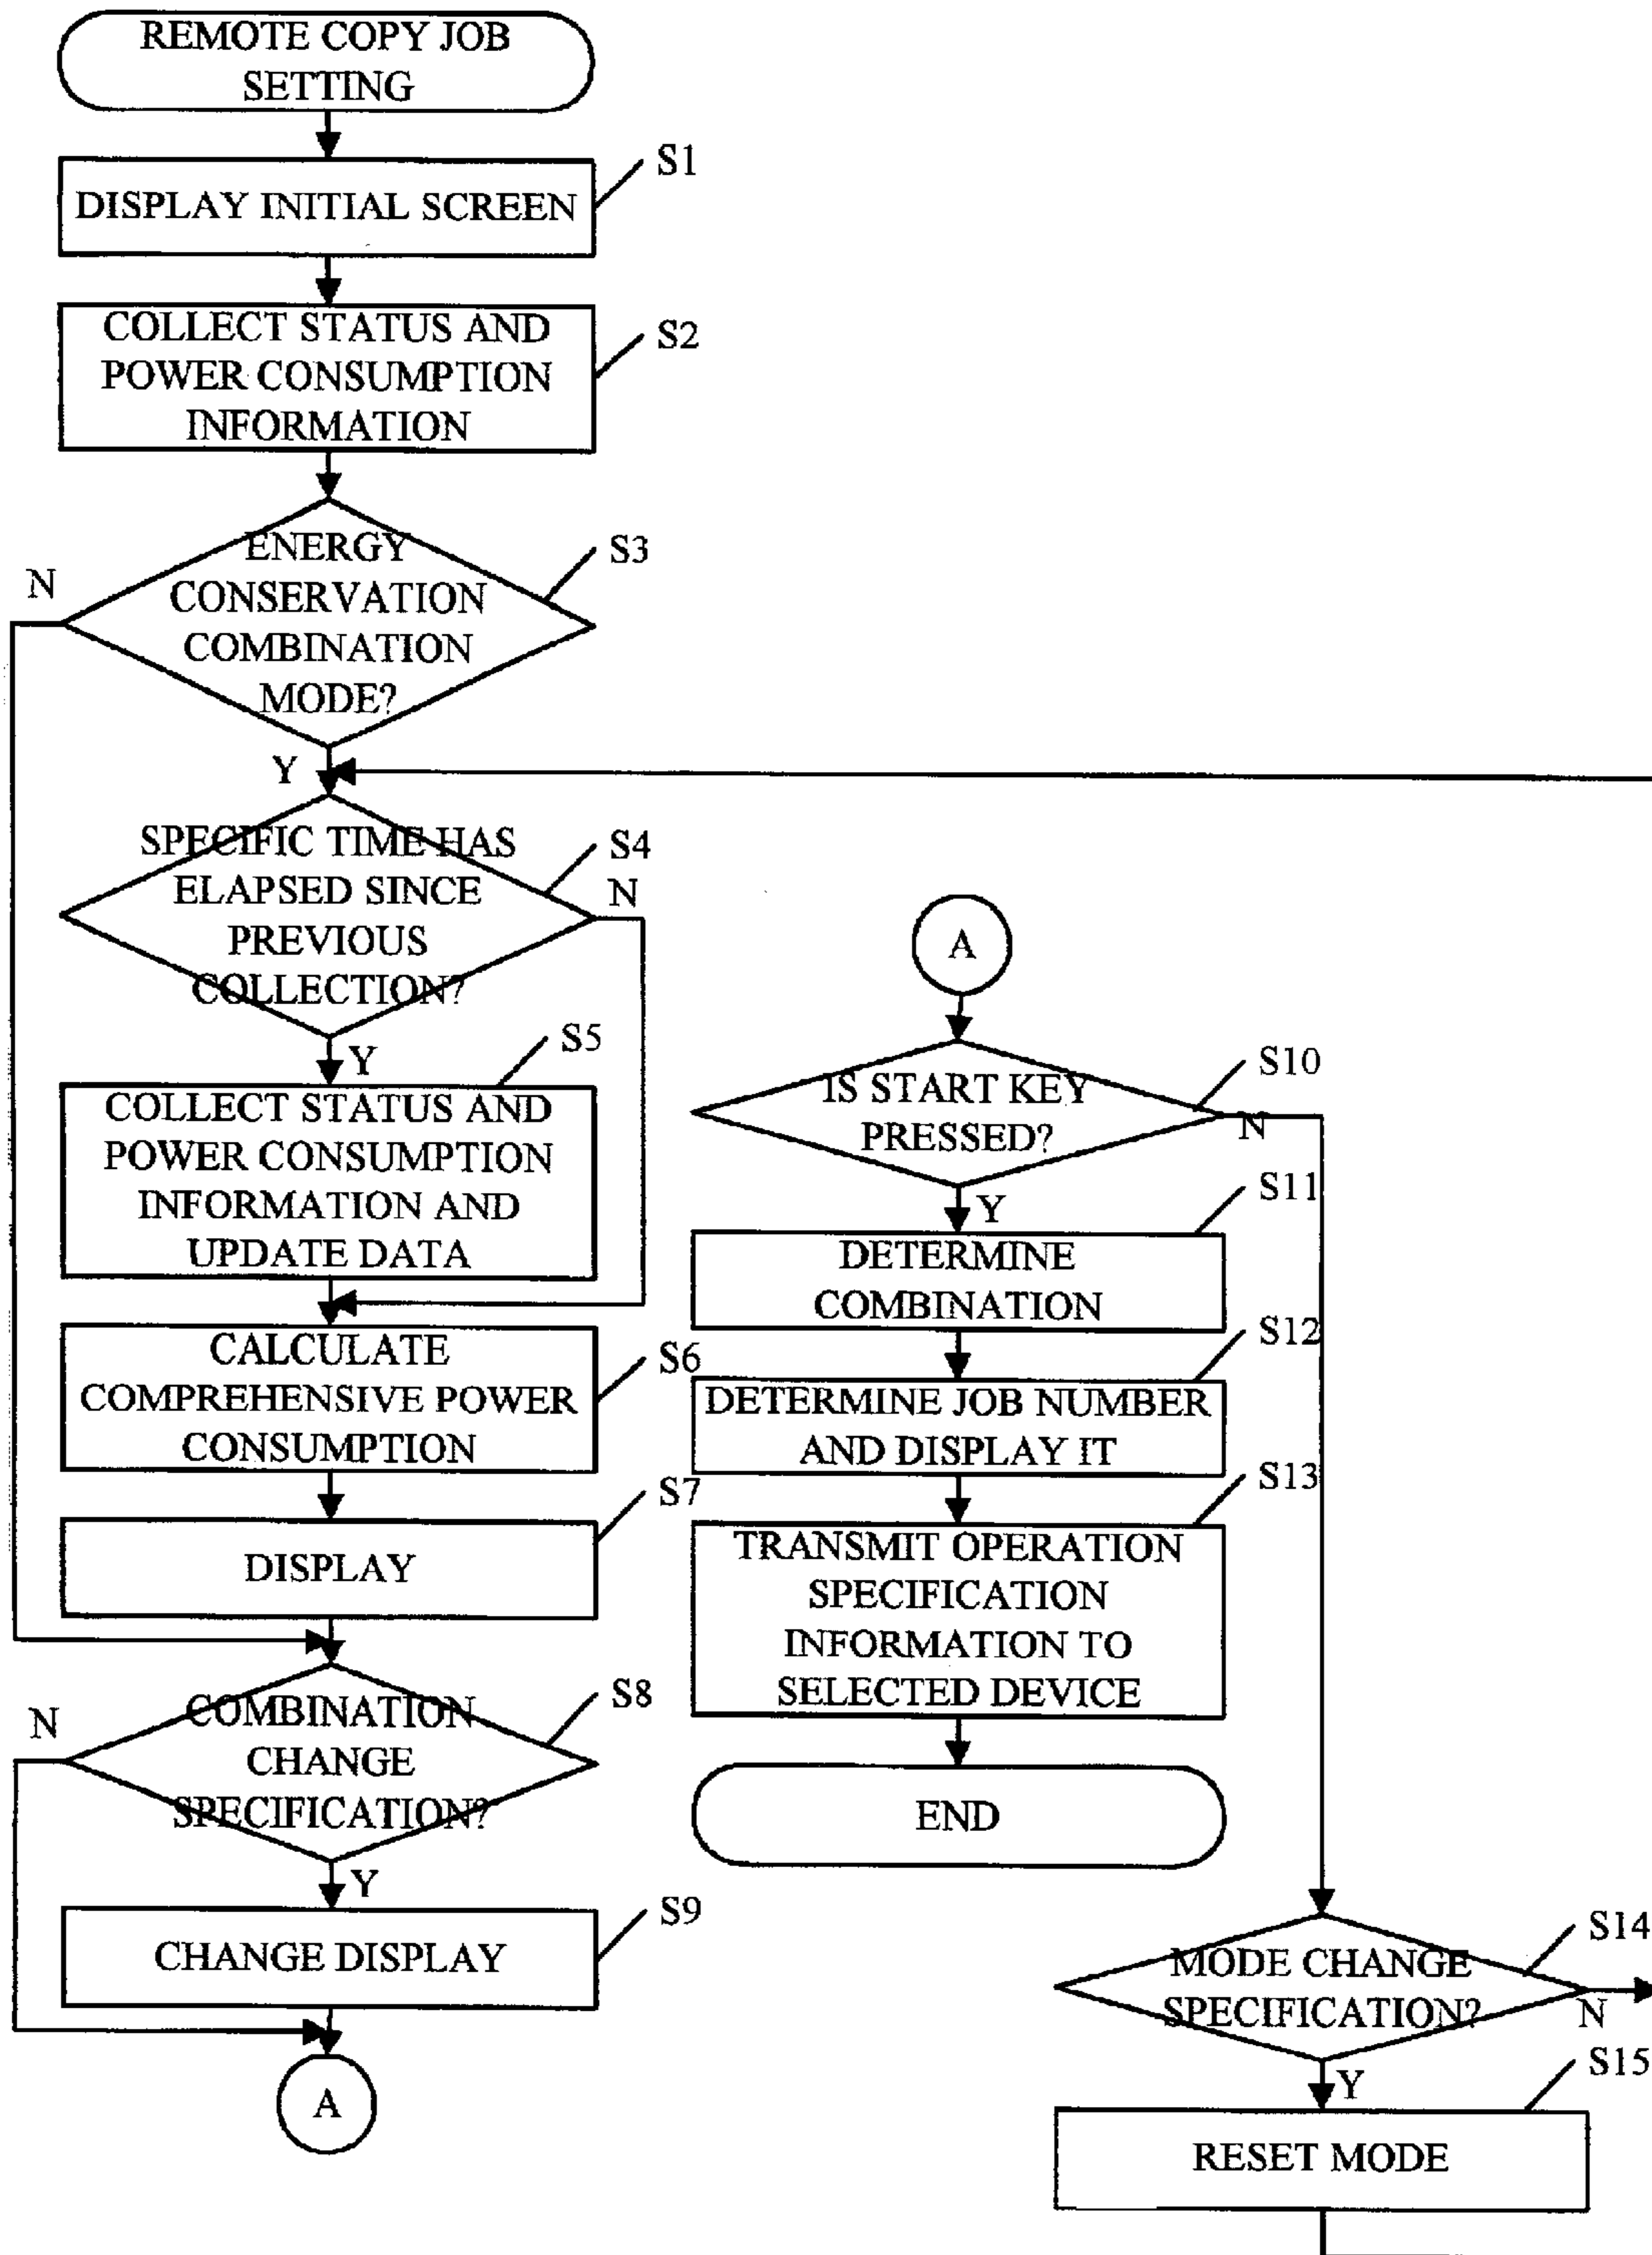 REMOTE COPY JOB
SETTING
S1
DISPLAY INITIAL SCREEN
S2
COLLECT STATUS AND
POWER CONSUMPTION
INFORMATION
S3
N
ENERGY
CONSERVATION
COMBINATION
MODE?
Y
S4
N
SPECIFIC TIME HAS
ELAPSED SINCE
PREVIOUS
COLLECTION?
Y
S5
COLLECT STATUS AND
POWER CONSUMPTION
INFORMATION AND
UPDATE DATA
S6
CALCULATE
COMPREHENSIVE POWER
CONSUMPTION
S7
DISPLAY
S8
N
COMBINATION
CHANGE
SPECIFICATION?
Y
S9
CHANGE DISPLAY
A
A
S10
IS START KEY
PRESSED?
N
Y
S11
DETERMINE
COMBINATION
S12
DETERMINE JOB NUMBER
AND DISPLAY IT
S13
TRANSMIT OPERATION
SPECIFICATION
INFORMATION TO
SELECTED DEVICE
END
S14
MODE CHANGE
SPECIFICATION?
N
Y
S15
RESET MODE